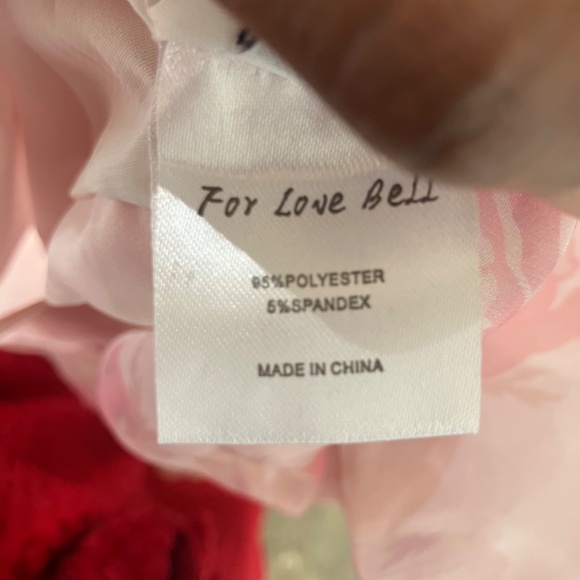 For Love Bell
95%POLYESTER
5%SPANDEX
MADE IN CHINA